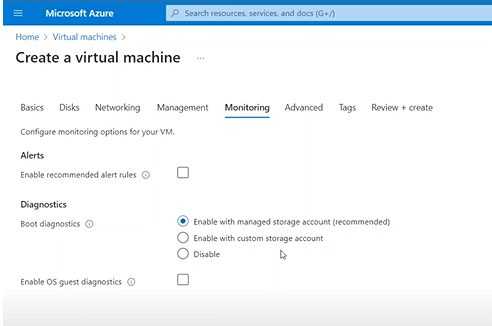 Microsoft Azure
Search resources, services, and docs (G+/)
Home > Virtual machines >
Create a virtual machine ...
Basics Disks Networking Management Monitoring Advanced Tags Review + create
Configure monitoring options for your VM.
Alerts
Enable recommended alert rules
Diagnostics
Boot diagnostics
Enable with managed storage account (recommended)
Enable with custom storage account
Disable
Enable OS guest diagnostics